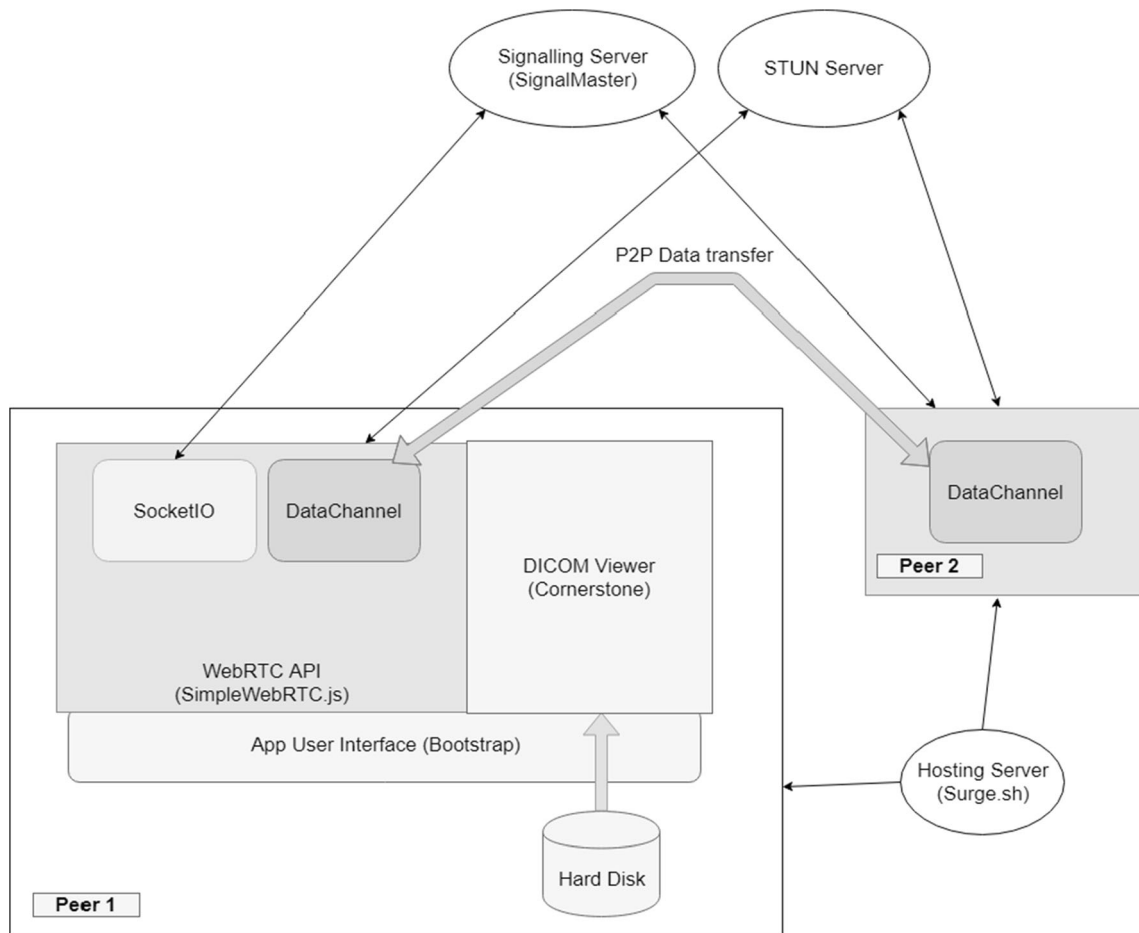 Signalling Server
(SignalMaster)
STUN Server
P2P Data transfer
SocketIO
DataChannel
DICOM Viewer
(Cornerstone)
WebRTC API
(SimpleWebRTC.js)
App User Interface (Bootstrap)
Hard Disk
Peer 1
DataChannel
Peer 2
Hosting Server
(Surge.sh)